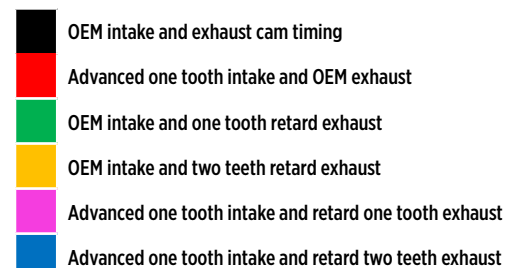 OEM intake and exhaust cam timing
Advanced one tooth intake and OEM exhaust
OEM intake and one tooth retard exhaust
OEM intake and two teeth retard exhaust
Advanced one tooth intake and retard one tooth exhaust
Advanced one tooth intake and retard two teeth exhaust